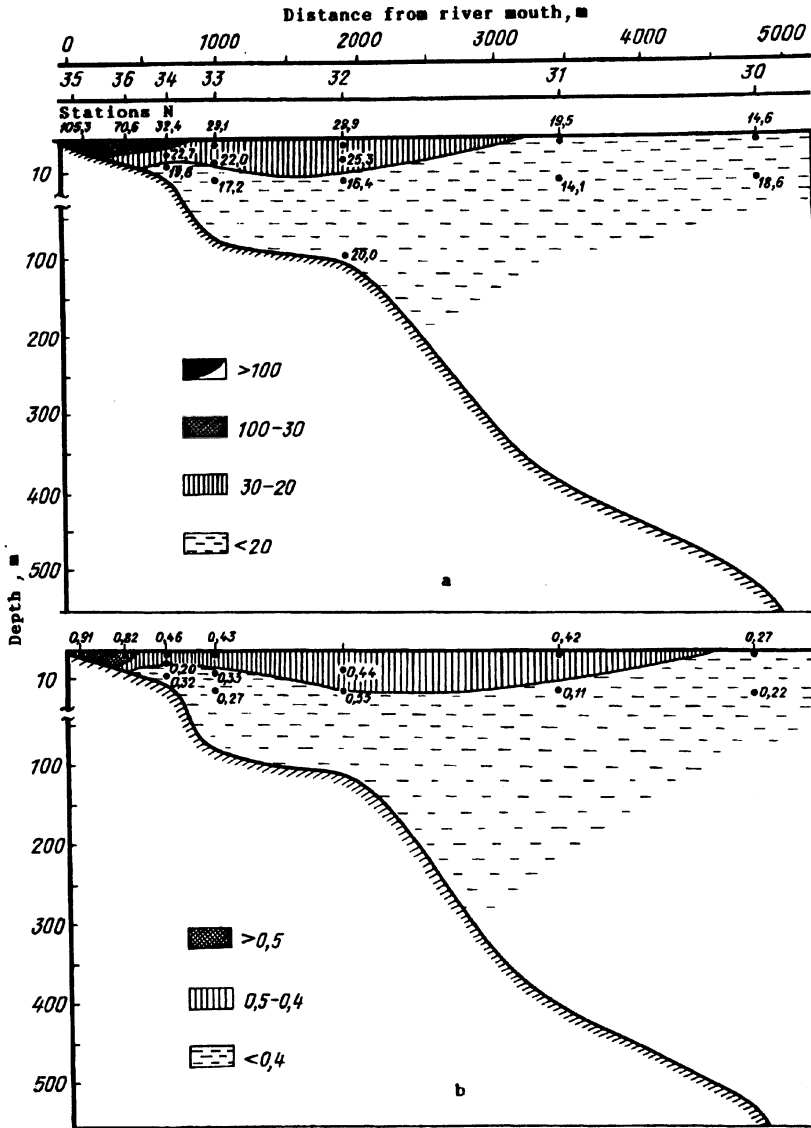 Distance from river mouth, m
0 1000 2000 3000 4000 5000
35 36 34 33 32 31 30
Stations N
105,3 70,6 32,4 29,1 28,9 19,5 14,6
22,7 22,0 25,3
10 19,6 17,2 16,4 14,1 18,6
100 20,0
200
>100
300 100-30
30-20
400
<20
500
a
Depth, m
0,91 0,82 0,46 0,43 0,42 0,27
0,20 0,33 0,44
10 0,32 0,27 0,35 0,11 0,22
100
200
300
>0,5
0,5-0,4
400
<0,4
500
b